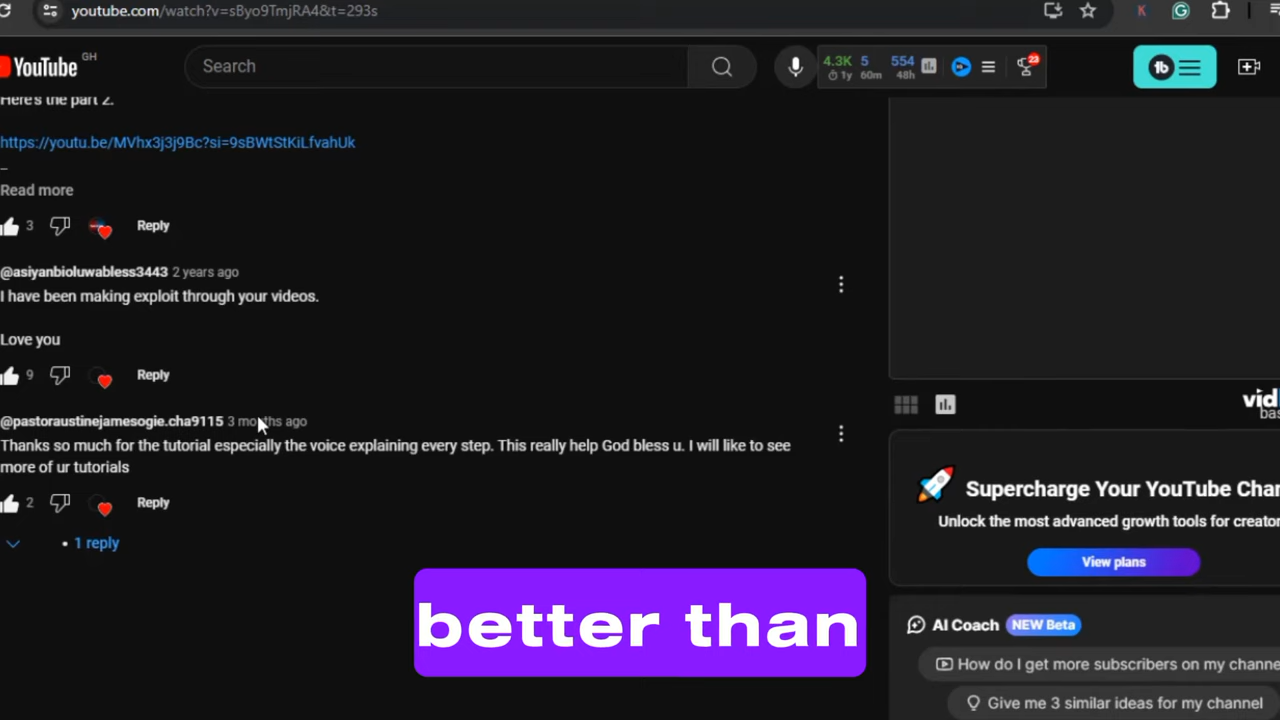 youtube.com/watch?v=sByo9TmjRA4&t=293s
YouTube GH
Search
4.3K 5 554
1y 60m 48h
23
tb
Here's the part 2.
https://youtu.be/MVhx3j3j9Bc?si=9sBWtStKiLfvahUk
–
Read more
3 Reply
@asiyanbioluwabless3443 2 years ago
I have been making exploit through your videos.
Love you
9 Reply
@pastoraustinejamesogie.cha9115 3 months ago
Thanks so much for the tutorial especially the voice explaining every step. This really help God bless u. I will like to see
more of ur tutorials
2 Reply
• 1 reply
better than
vid
bas
Supercharge Your YouTube Chan
Unlock the most advanced growth tools for creator
View plans
AI Coach NEW Beta
How do I get more subscribers on my channe
Give me 3 similar ideas for my channel